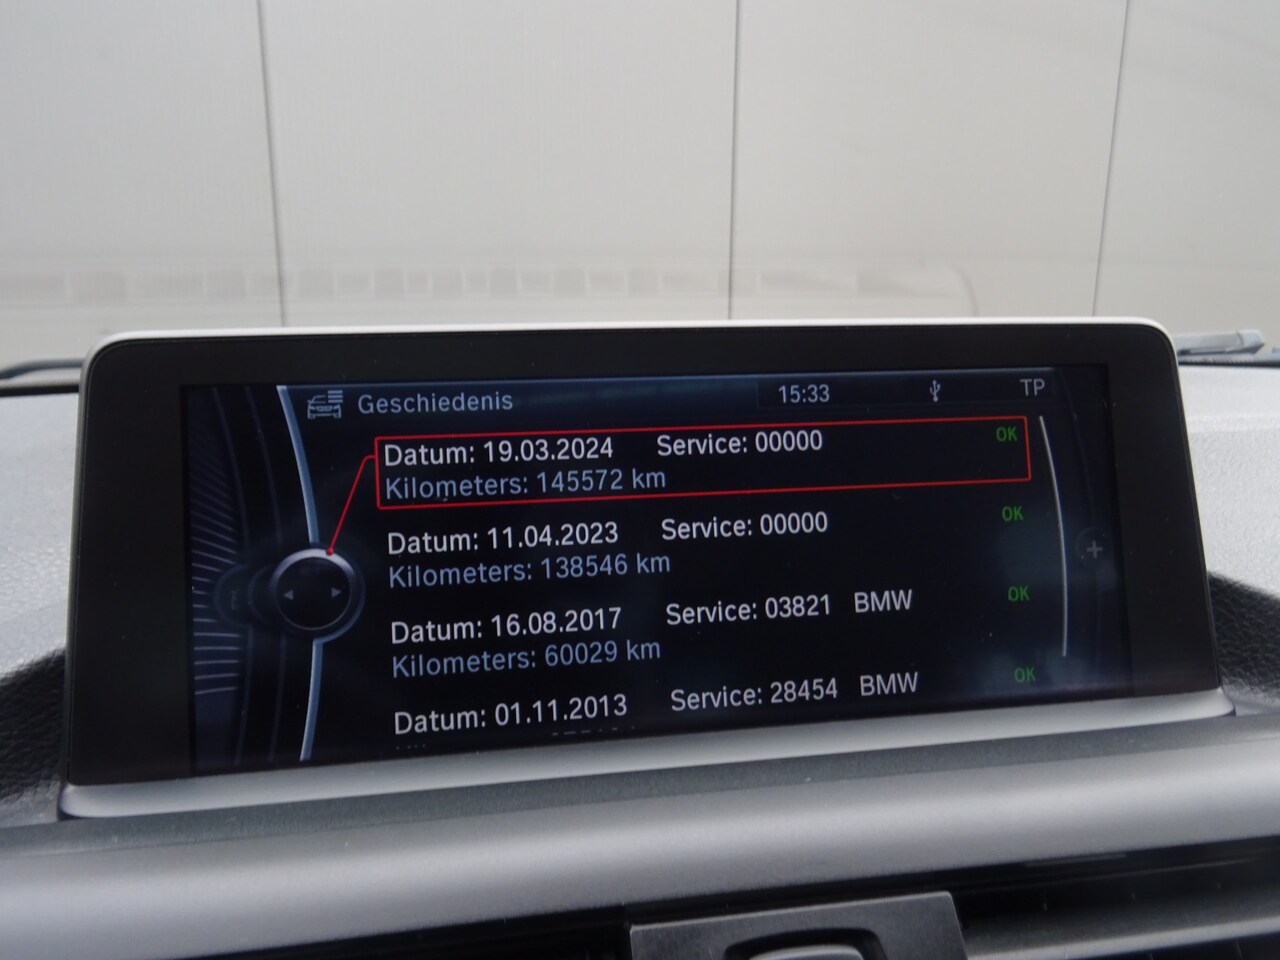 Geschiedenis 15:33 TP
Datum: 19.03.2024 Service: 00000 OK
Kilometers: 145572 km
Datum: 11.04.2023 Service: 00000 OK
Kilometers: 138546 km
Datum: 16.08.2017 Service: 03821 BMW OK
Kilometers: 60029 km
Datum: 01.11.2013 Service: 28454 BMW OK